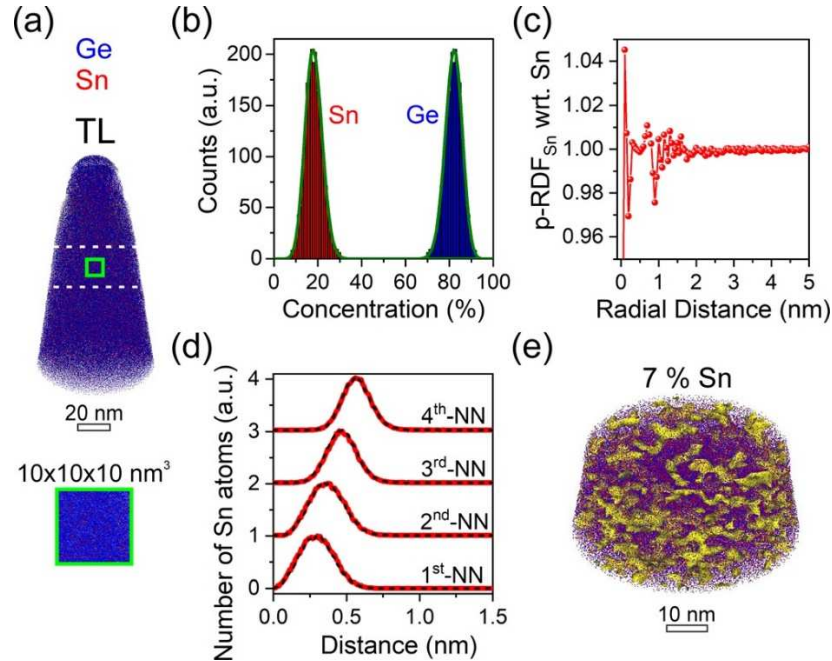 (a)
Ge
Sn
TL
20 nm
10x10x10 nm³
(b)
200
150
100
50
0
Counts (a.u.)
Sn
Ge
0 20 40 60 80 100
Concentration (%)
(c)
1.04
1.02
1.00
0.98
0.96
p-RDF_Sn wrt. Sn
0 1 2 3 4 5
Radial Distance (nm)
(d)
4
3
2
1
0
Number of Sn atoms (a.u.)
4th-NN
3rd-NN
2nd-NN
1st-NN
0.0 0.5 1.0 1.5
Distance (nm)
(e)
7 % Sn
10 nm